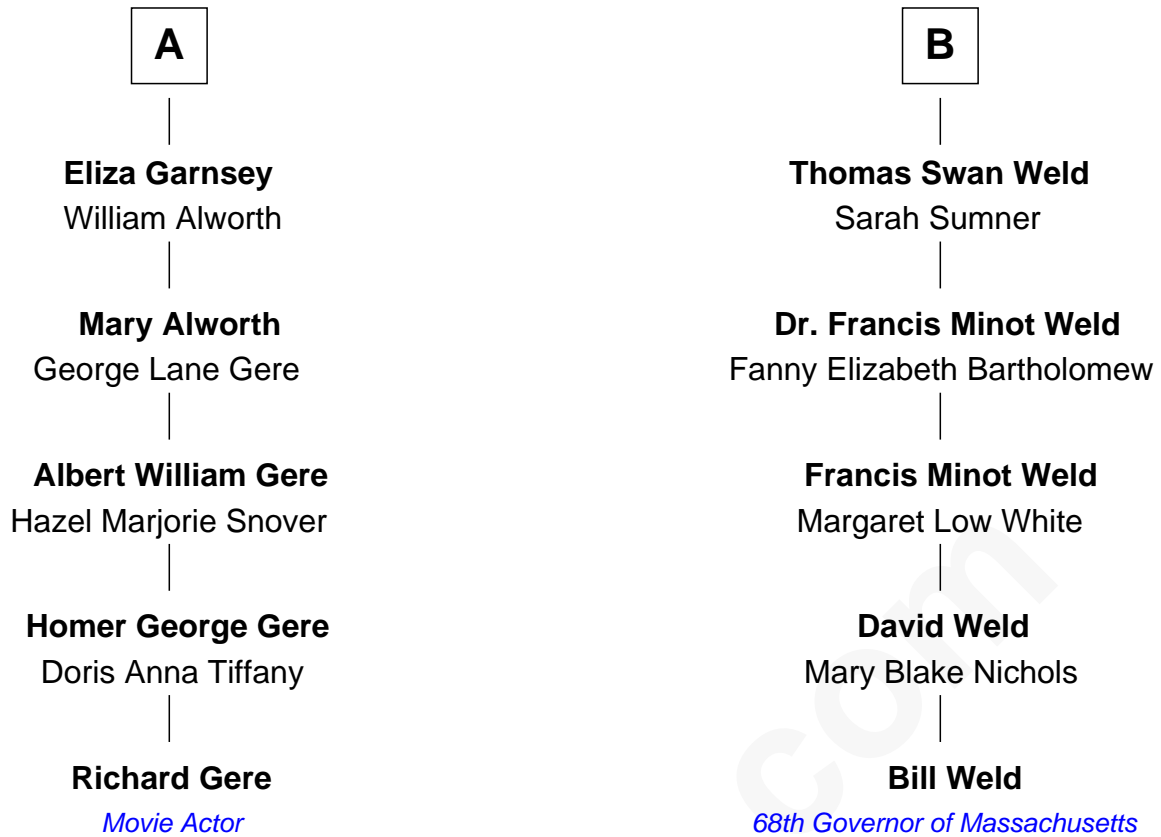 A
Eliza Garnsey
William Alworth
Mary Alworth
George Lane Gere
Albert William Gere
Hazel Marjorie Snover
Homer George Gere
Doris Anna Tiffany
Richard Gere
Movie Actor
B
Thomas Swan Weld
Sarah Sumner
Dr. Francis Minot Weld
Fanny Elizabeth Bartholomew
Francis Minot Weld
Margaret Low White
David Weld
Mary Blake Nichols
Bill Weld
68th Governor of Massachusetts
com